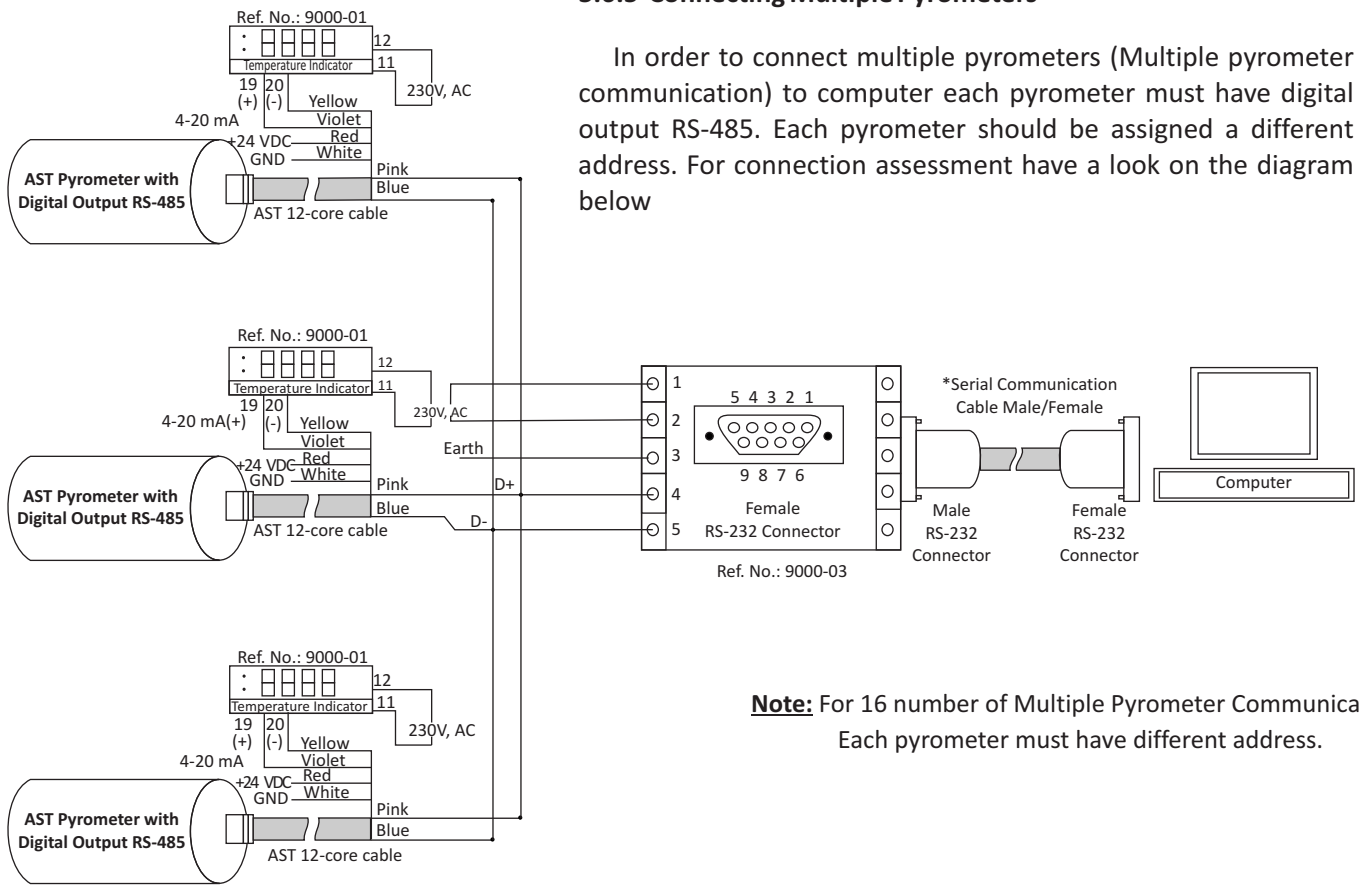 3.6.3 Connecting Multiple Pyrometers
In order to connect multiple pyrometers (Multiple pyrometer
communication) to computer each pyrometer must have digital
output RS-485. Each pyrometer should be assigned a different
address. For connection assessment have a look on the diagram
below
Ref. No.: 9000-01
12
Temperature Indicator
11
19 20
(+) (-)
230V, AC
4-20 mA
Yellow
Violet
+24 VDC Red
GND White
Pink
Blue
AST Pyrometer with
Digital Output RS-485
AST 12-core cable
Ref. No.: 9000-01
12
Temperature Indicator
11
19 20
4-20 mA(+) (-)
230V, AC
Yellow
Violet
+24 VDC Red
GND White
Pink
Blue
AST Pyrometer with
Digital Output RS-485
AST 12-core cable
Earth
D+
D-
1
2
3
4
5
5 4 3 2 1
9 8 7 6
Female
RS-232 Connector
Ref. No.: 9000-03
*Serial Communication
Cable Male/Female
Male
RS-232
Connector
Female
RS-232
Connector
Computer
Ref. No.: 9000-01
12
Temperature Indicator
11
19 20
(+) (-)
230V, AC
4-20 mA
Yellow
Violet
+24 VDC Red
GND White
Pink
Blue
AST Pyrometer with
Digital Output RS-485
AST 12-core cable
Note: For 16 number of Multiple Pyrometer Communica
Each pyrometer must have different address.